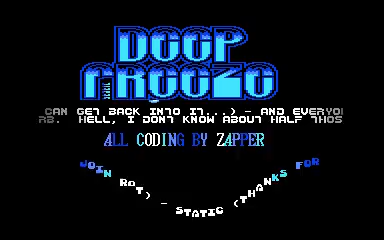 DEEP
FREEZE
CAN GET BACK INTO IT...) - AND EVERYO
RB.  HELL, I DONT KNOW ABOUT HALF THOS
ALL CODING BY ZAPPER
JOIN ROT) - STATIC (THANKS FOR